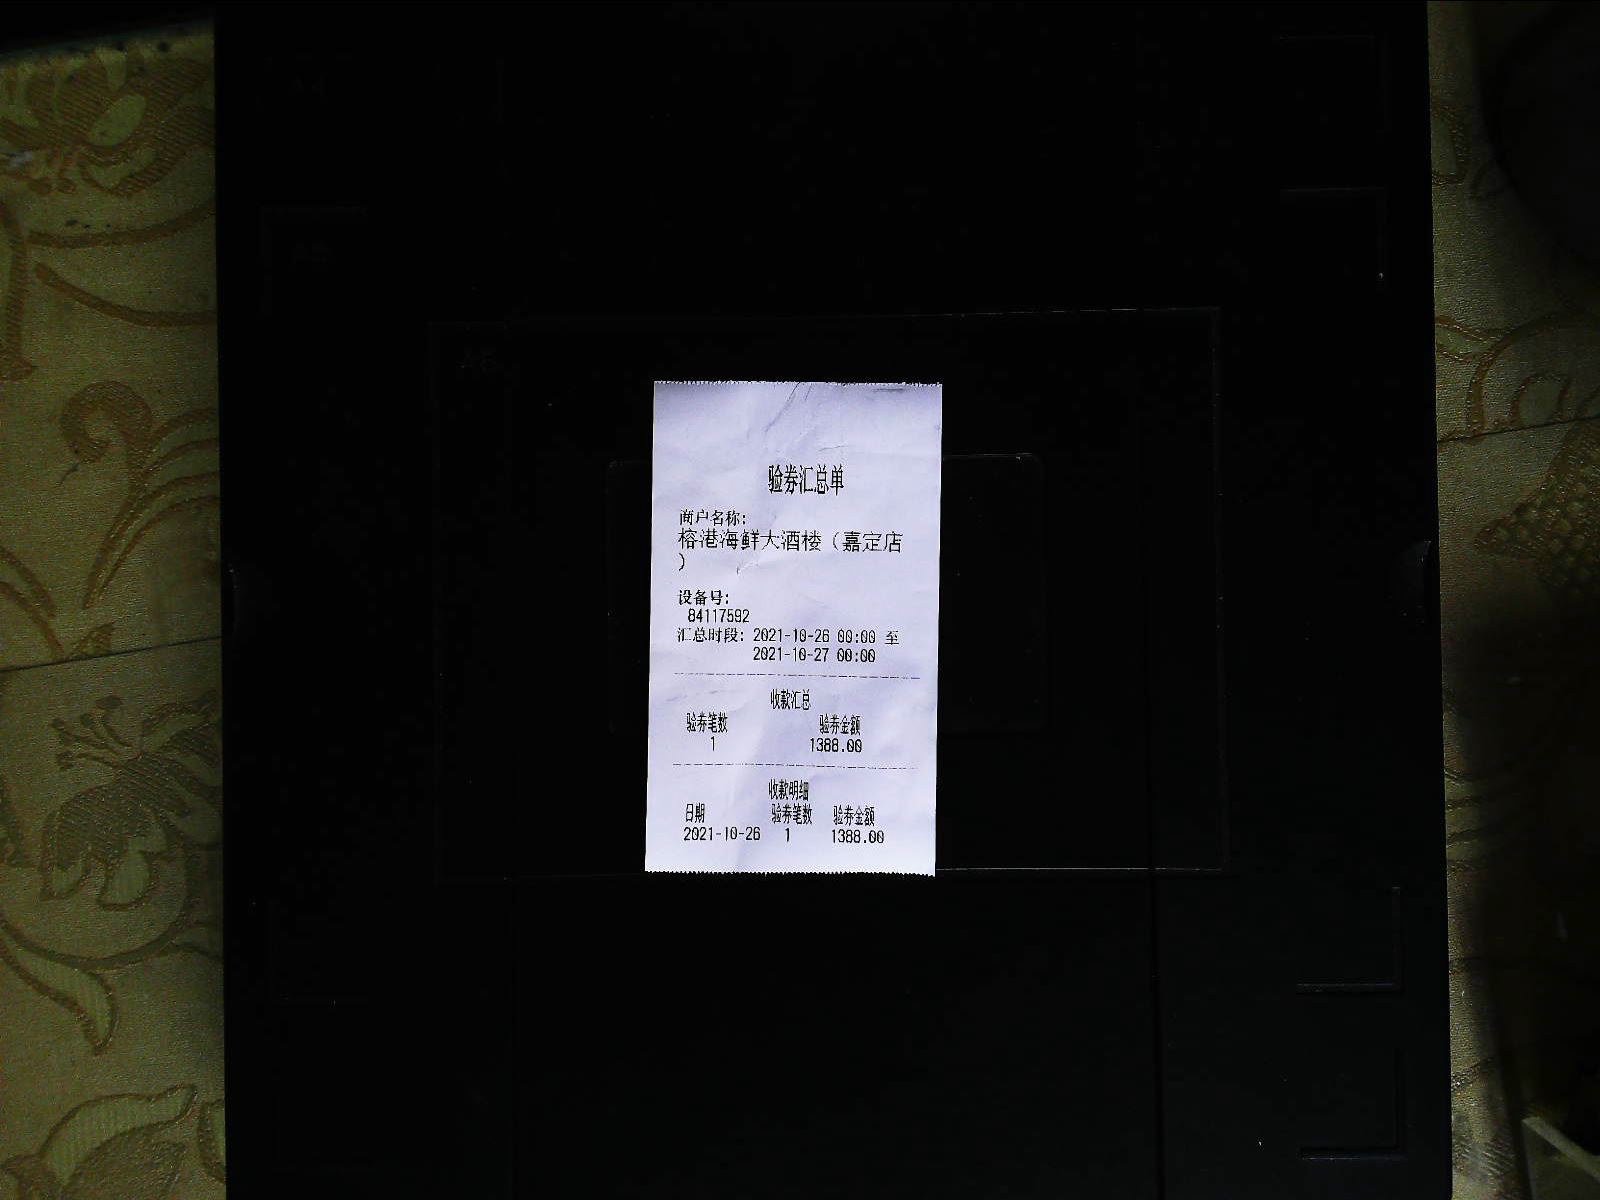 验券汇总单
商户名称:
榕港海鲜大酒楼（嘉定店
）
设备号:
84117592
汇总时段: 2021-10-26 00:00 至
2021-10-27 00:00
收款汇总
验券笔数 验券金额
1 1388.00
收款明细
日期 验券笔数 验券金额
2021-10-26 1 1388.00